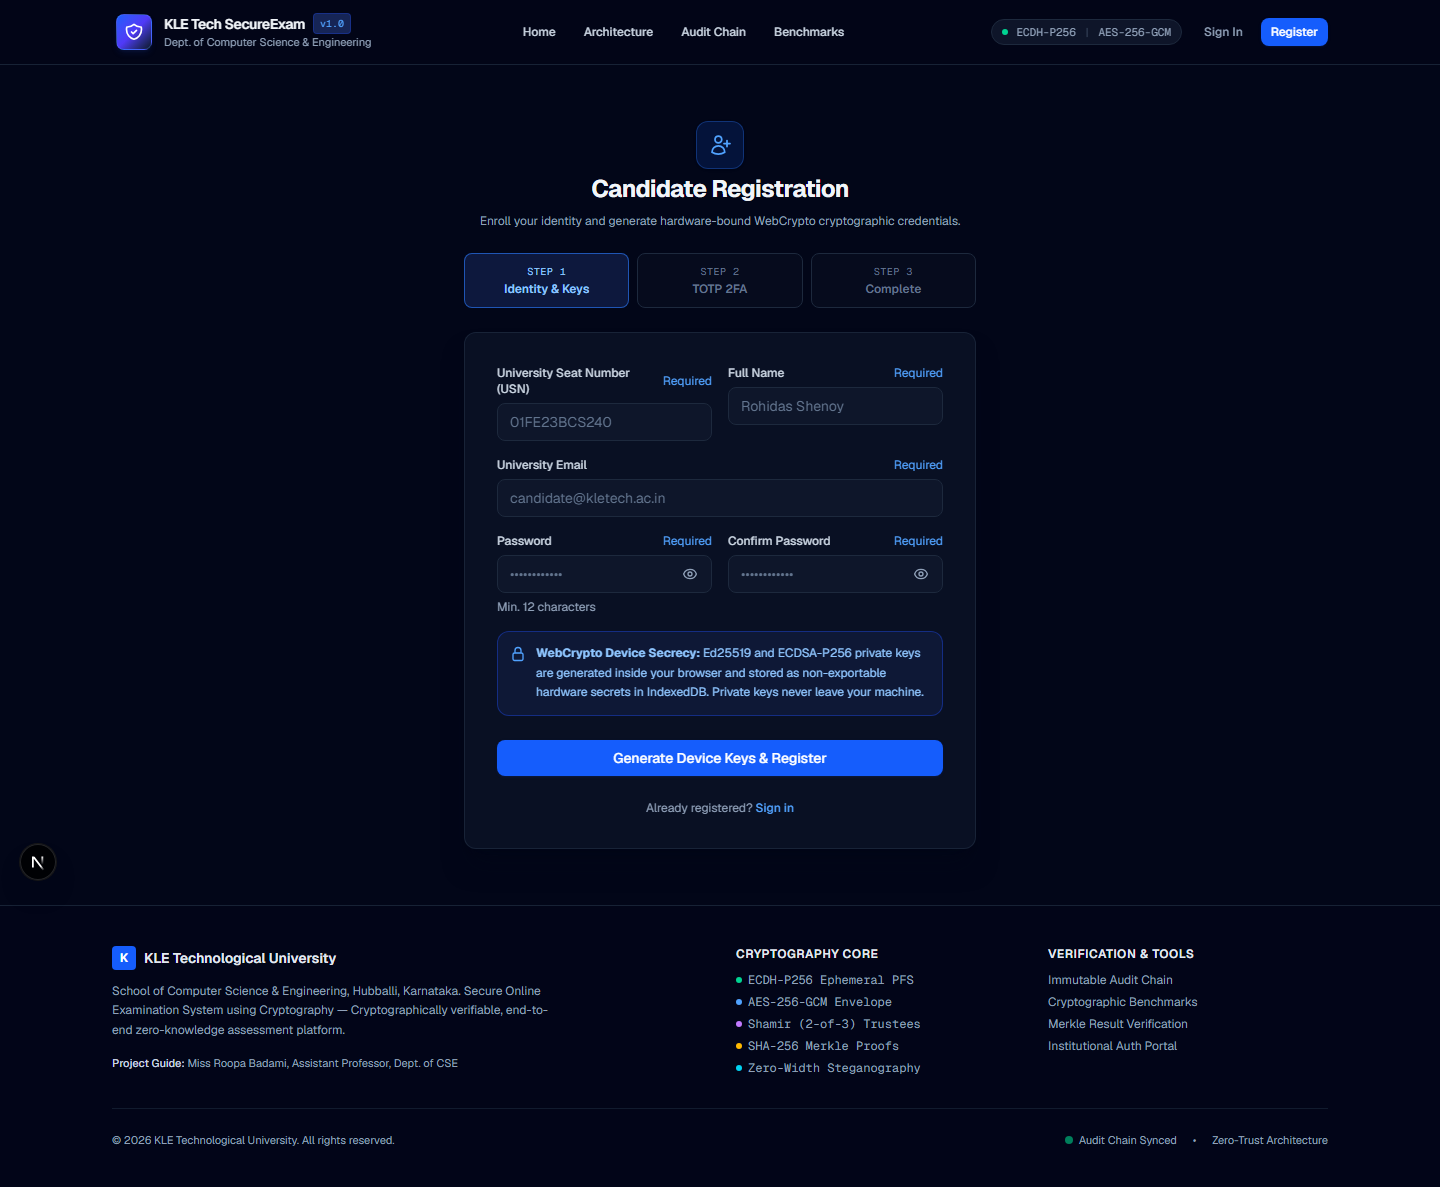 KLE Tech SecureExam v1.0
Dept. of Computer Science & Engineering
Home Architecture Audit Chain Benchmarks
ECDH-P256 | AES-256-GCM
Sign In
Register
Candidate Registration
Enroll your identity and generate hardware-bound WebCrypto cryptographic credentials.
STEP 1
Identity & Keys
STEP 2
TOTP 2FA
STEP 3
Complete
University Seat Number
(USN)
Required
01FE23BCS240
Full Name Required
Rohidas Shenoy
University Email Required
candidate@kletech.ac.in
Password Required
••••••••••••
Min. 12 characters
Confirm Password Required
••••••••••••
WebCrypto Device Secrecy: Ed25519 and ECDSA-P256 private keys
are generated inside your browser and stored as non-exportable
hardware secrets in IndexedDB. Private keys never leave your machine.
Generate Device Keys & Register
Already registered? Sign in
N
K KLE Technological University
School of Computer Science & Engineering, Hubballi, Karnataka. Secure Online
Examination System using Cryptography — Cryptographically verifiable, end-to-
end zero-knowledge assessment platform.
Project Guide: Miss Roopa Badami, Assistant Professor, Dept. of CSE
CRYPTOGRAPHY CORE
ECDH-P256 Ephemeral PFS
AES-256-GCM Envelope
Shamir (2-of-3) Trustees
SHA-256 Merkle Proofs
Zero-Width Steganography
VERIFICATION & TOOLS
Immutable Audit Chain
Cryptographic Benchmarks
Merkle Result Verification
Institutional Auth Portal
© 2026 KLE Technological University. All rights reserved.
Audit Chain Synced • Zero-Trust Architecture